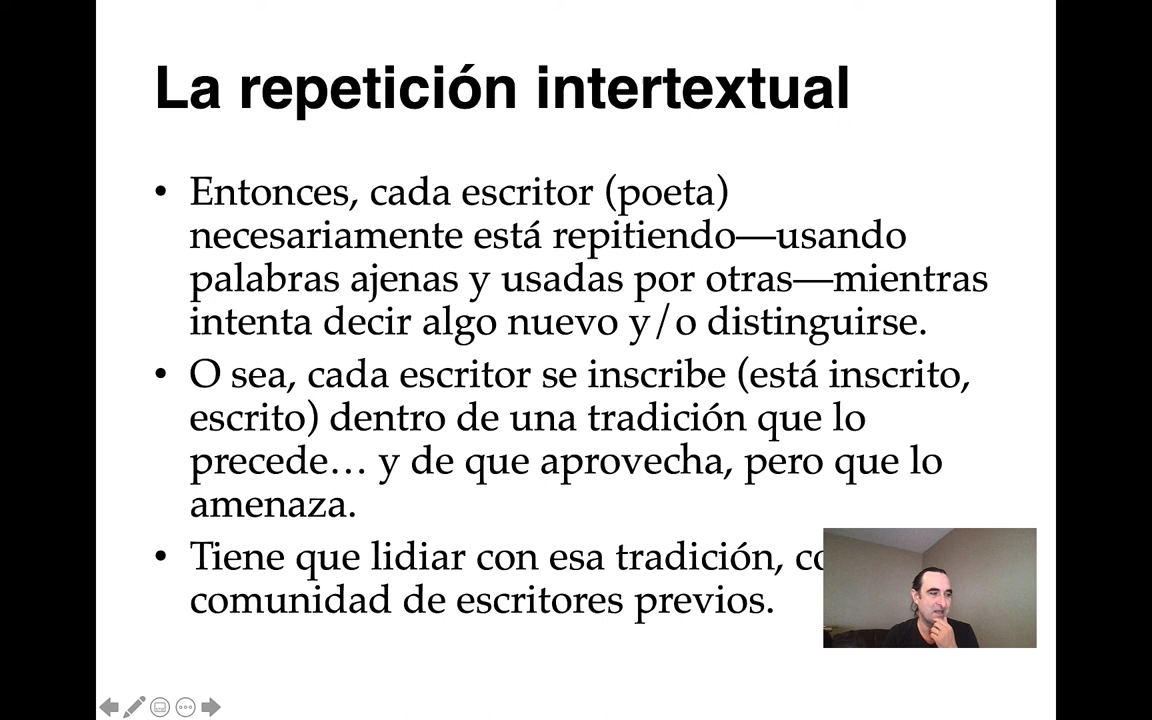 La repetición intertextual
• Entonces, cada escritor (poeta)
necesariamente está repitiendo—usando
palabras ajenas y usadas por otras—mientras
intenta decir algo nuevo y/o distinguirse.
• O sea, cada escritor se inscribe (está inscrito,
escrito) dentro de una tradición que lo
precede… y de que aprovecha, pero que lo
amenaza.
• Tiene que lidiar con esa tradición,
comunidad de escritores previos.